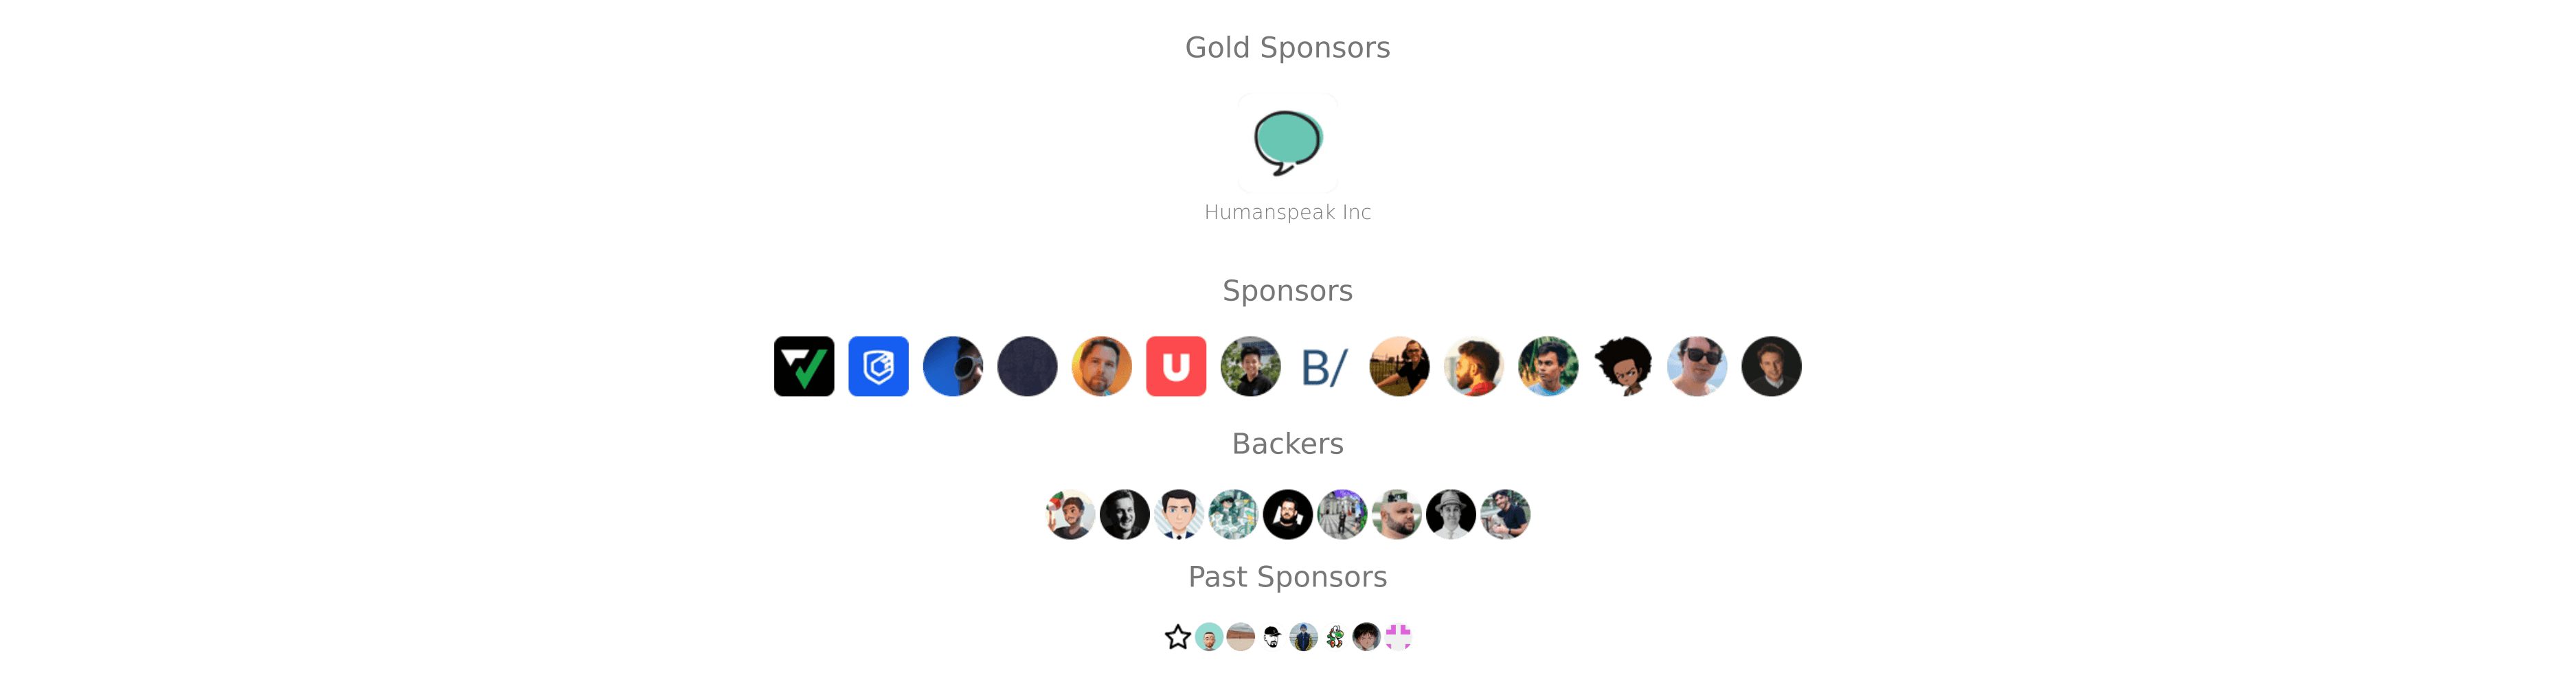 Gold Sponsors
Humanspeak Inc
Sponsors
U B/
Backers
Past Sponsors